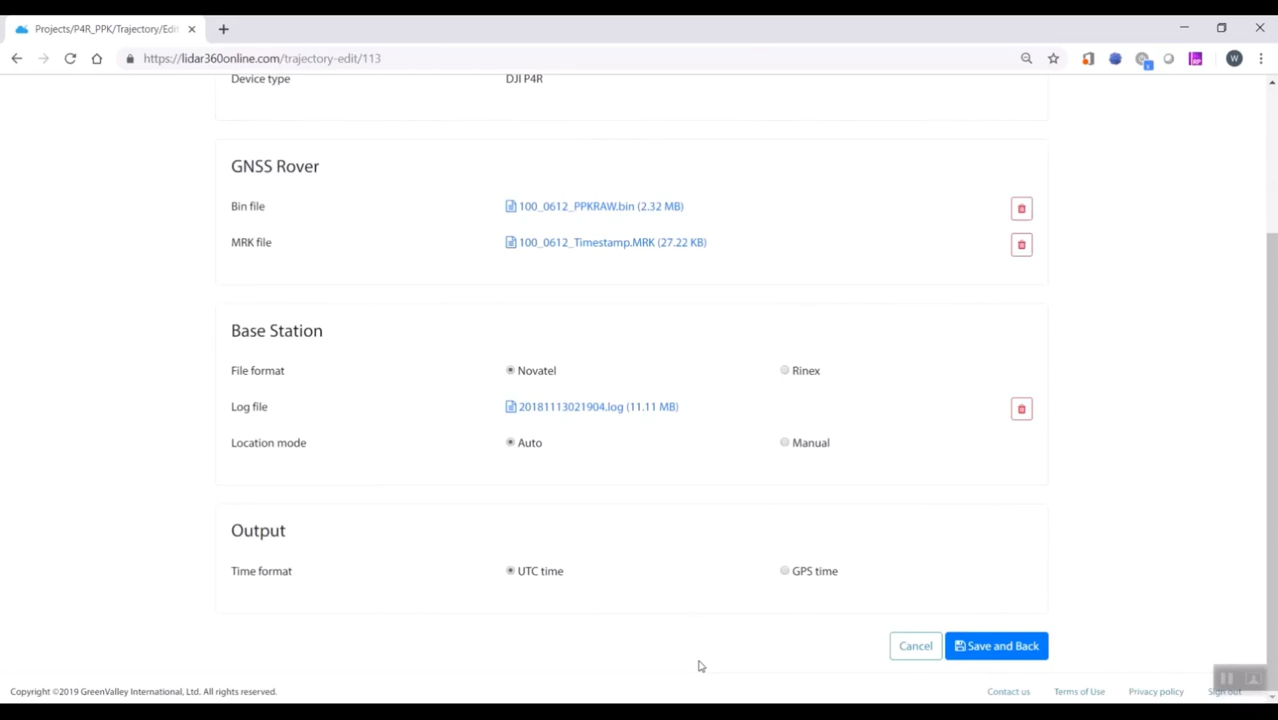 Projects/P4R_PPK/Trajectory/Edi
https://lidar360online.com/trajectory-edit/113
W
Device type DJI P4R
GNSS Rover
Bin file 100_0612_PPKRAW.bin (2.32 MB)
MRK file 100_0612_Timestamp.MRK (27.22 KB)
Base Station
File format Novatel Rinex
Log file 20181113021904.log (11.11 MB)
Location mode Auto Manual
Output
Time format UTC time GPS time
Cancel Save and Back
Copyright ©2019 GreenValley International, Ltd. All rights reserved. Contact us Terms of Use Privacy policy Sign out